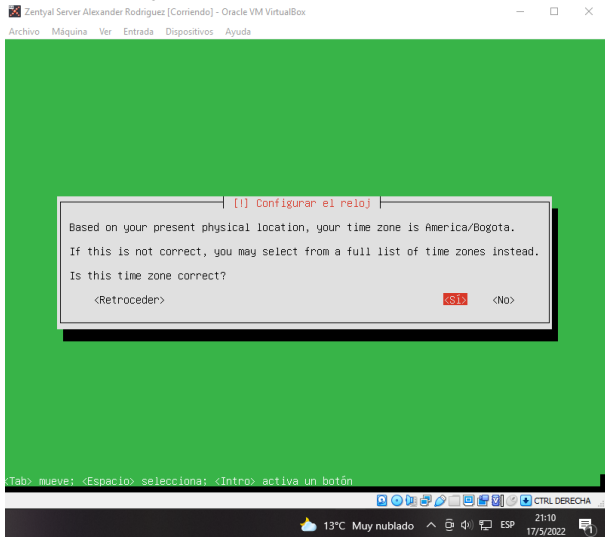 Zentyal Server Alexander Rodriguez [Corriendo] - Oracle VM VirtualBox
Archivo Máquina Ver Entrada Dispositivos Ayuda
[!] Configurar el reloj
Based on your present physical location, your time zone is America/Bogota.
If this is not correct, you may select from a full list of time zones instead.
Is this time zone correct?
<Retroceder> <Sí> <No>
<Tab> mueve; <Espacio> selecciona; <Intro> activa un botón
CTRL DERECHA
13°C Muy nublado ESP 21:10
17/5/2022 1